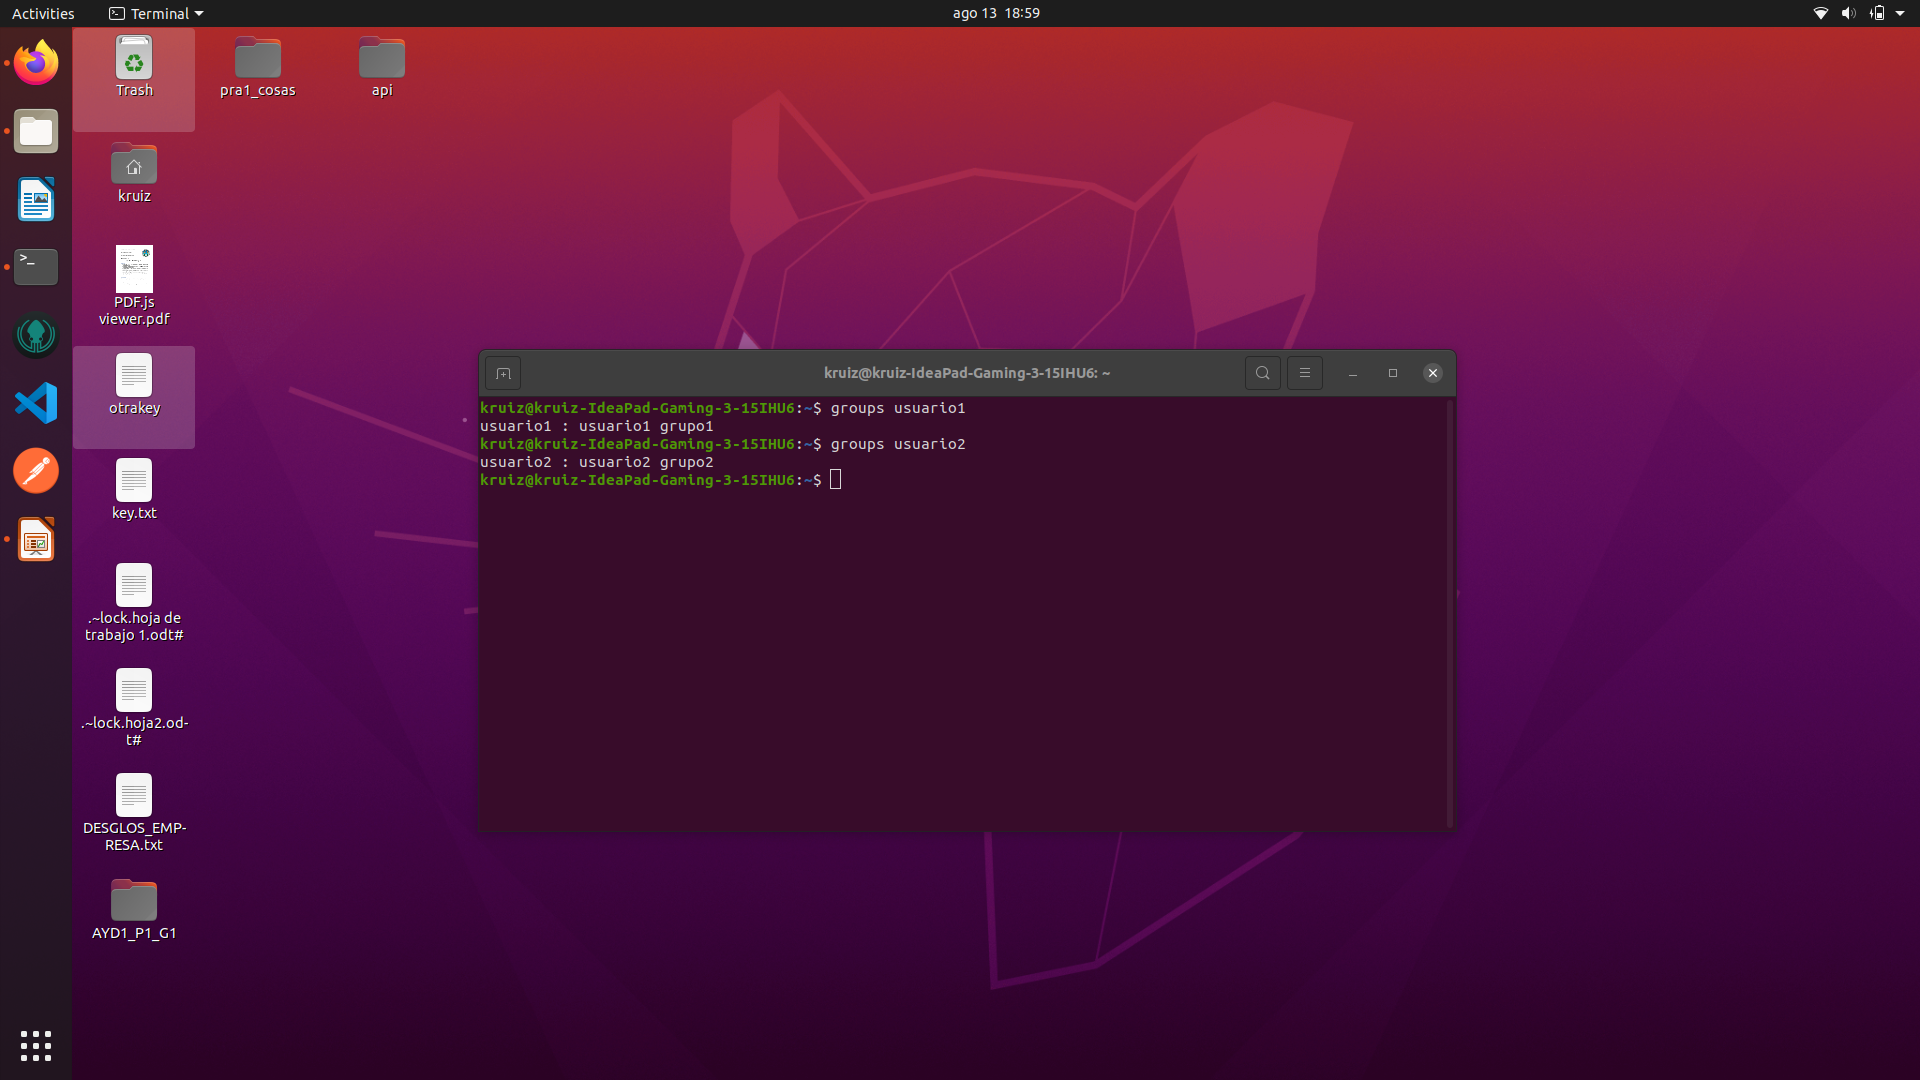 Activities
Terminal
ago 13 18:59
Trash
pra1_cosas
api
kruiz
PDF.js
viewer.pdf
otrakey
key.txt
.~lock.hoja de
trabajo 1.odt#
.~lock.hoja2.od-
t#
DESGLOS_EMP-
RESA.txt
AYD1_P1_G1
kruiz@kruiz-IdeaPad-Gaming-3-15IHU6: ~
kruiz@kruiz-IdeaPad-Gaming-3-15IHU6:~$ groups usuario1
usuario1 : usuario1 grupo1
kruiz@kruiz-IdeaPad-Gaming-3-15IHU6:~$ groups usuario2
usuario2 : usuario2 grupo2
kruiz@kruiz-IdeaPad-Gaming-3-15IHU6:~$